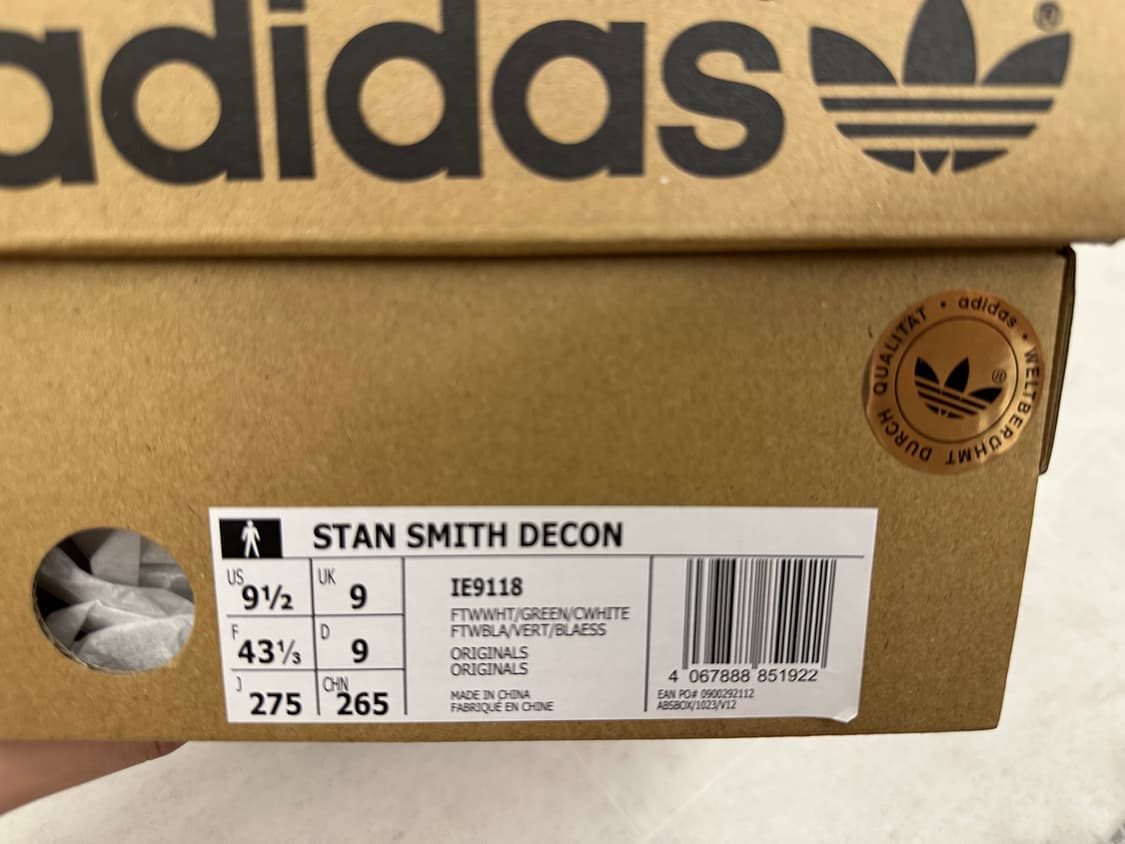 adidas ®
adidas • WELTBERÜHMT DURCH QUALITAT •
®
STAN SMITH DECON
US 9½ UK 9
F 43⅓ D 9
J 275 CHN 265
IE9118
FTWWHT/GREEN/CWHITE
FTWBLA/VERT/BLAESS
ORIGINALS
ORIGINALS
MADE IN CHINA
FABRIQUÉ EN CHINE
4 067888 851922
EAN PO# 0900292112
ABSBOX/1023/V12